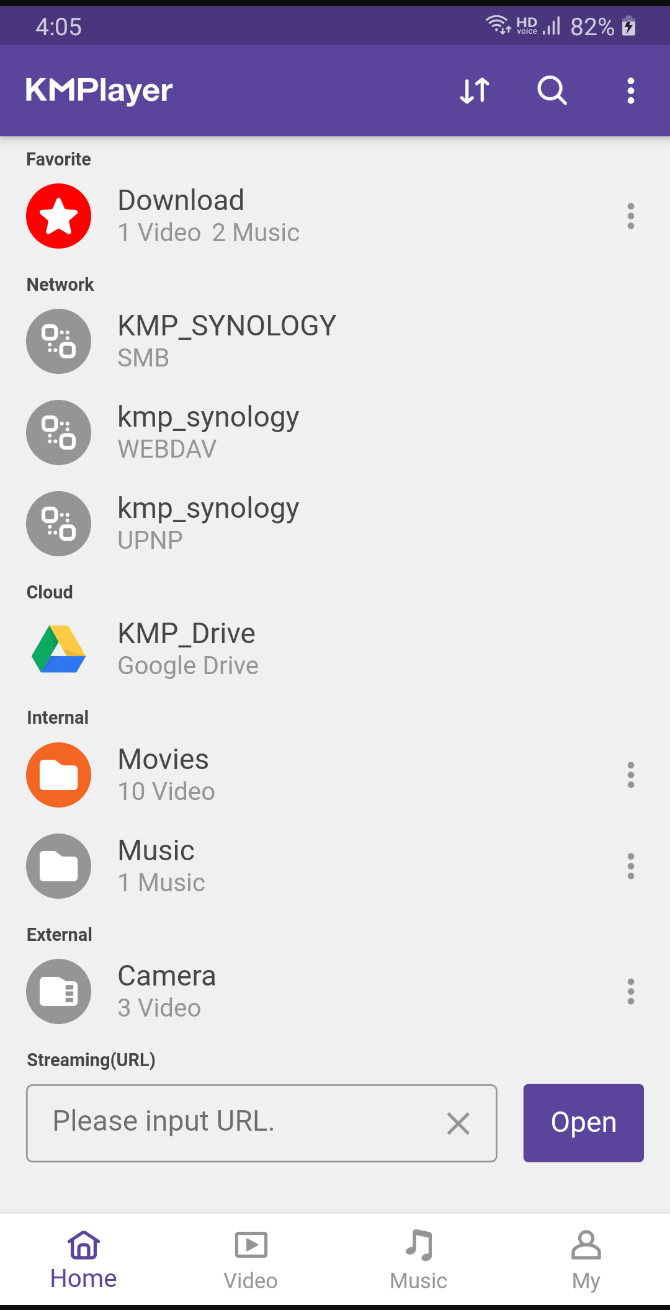 4:05
HD voice 82%
KMPlayer
Favorite
Download
1 Video 2 Music
Network
KMP_SYNOLOGY
SMB
kmp_synology
WEBDAV
kmp_synology
UPNP
Cloud
KMP_Drive
Google Drive
Internal
Movies
10 Video
Music
1 Music
External
Camera
3 Video
Streaming(URL)
Please input URL.
Open
Home
Video
Music
My